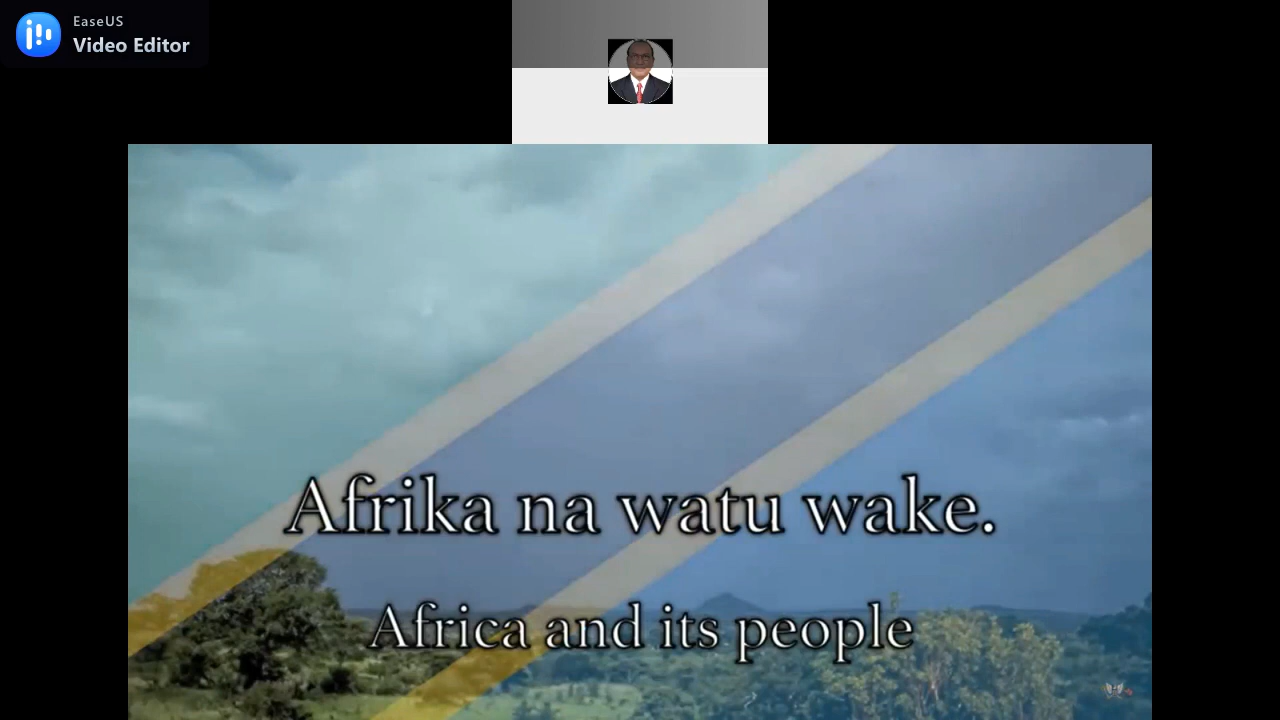 EaseUS
Video Editor
Afrika na watu wake.
Africa and its people